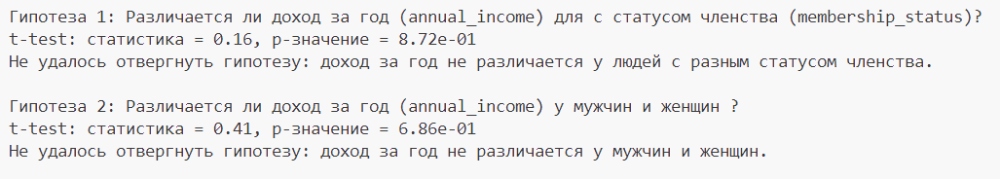 Гипотеза 1: Различается ли доход за год (annual_income) для с статусом членства (membership_status)?
t-test: статистика = 0.16, p-значение = 8.72e-01
Не удалось отвергнуть гипотезу: доход за год не различается у людей с разным статусом членства.
Гипотеза 2: Различается ли доход за год (annual_income) у мужчин и женщин ?
t-test: статистика = 0.41, p-значение = 6.86e-01
Не удалось отвергнуть гипотезу: доход за год не различается у мужчин и женщин.